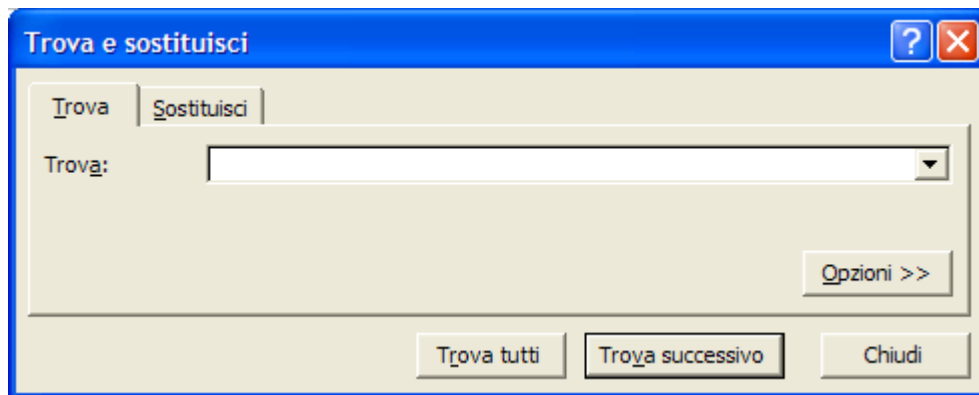 Trova e sostituisci
Trova Sostituisci
Trova:
Opzioni >>
Trova tutti Trova successivo Chiudi